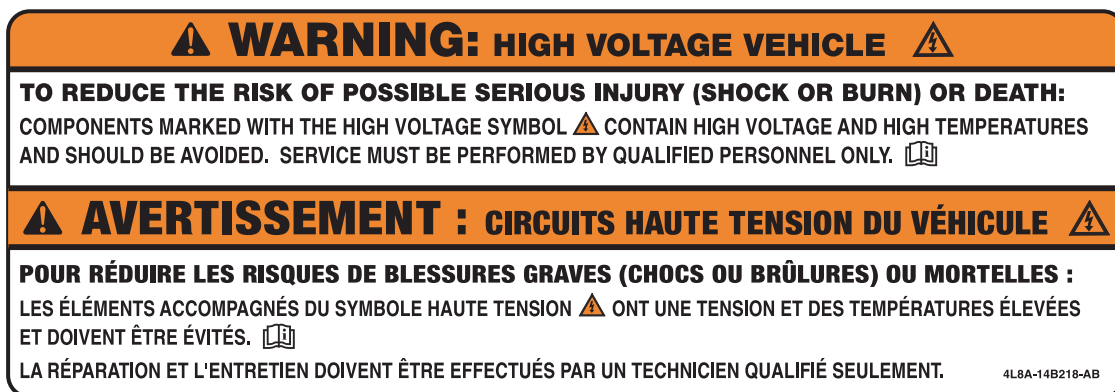 WARNING: HIGH VOLTAGE VEHICLE
TO REDUCE THE RISK OF POSSIBLE SERIOUS INJURY (SHOCK OR BURN) OR DEATH:
COMPONENTS MARKED WITH THE HIGH VOLTAGE SYMBOL CONTAIN HIGH VOLTAGE AND HIGH TEMPERATURES
AND SHOULD BE AVOIDED. SERVICE MUST BE PERFORMED BY QUALIFIED PERSONNEL ONLY.
AVERTISSEMENT : CIRCUITS HAUTE TENSION DU VÉHICULE
POUR RÉDUIRE LES RISQUES DE BLESSURES GRAVES (CHOCS OU BRÛLURES) OU MORTELLES :
LES ÉLÉMENTS ACCOMPAGNÉS DU SYMBOLE HAUTE TENSION ONT UNE TENSION ET DES TEMPÉRATURES ÉLEVÉES
ET DOIVENT ÊTRE ÉVITÉS.
LA RÉPARATION ET L'ENTRETIEN DOIVENT ÊTRE EFFECTUÉS PAR UN TECHNICIEN QUALIFIÉ SEULEMENT.
4L8A-14B218-AB